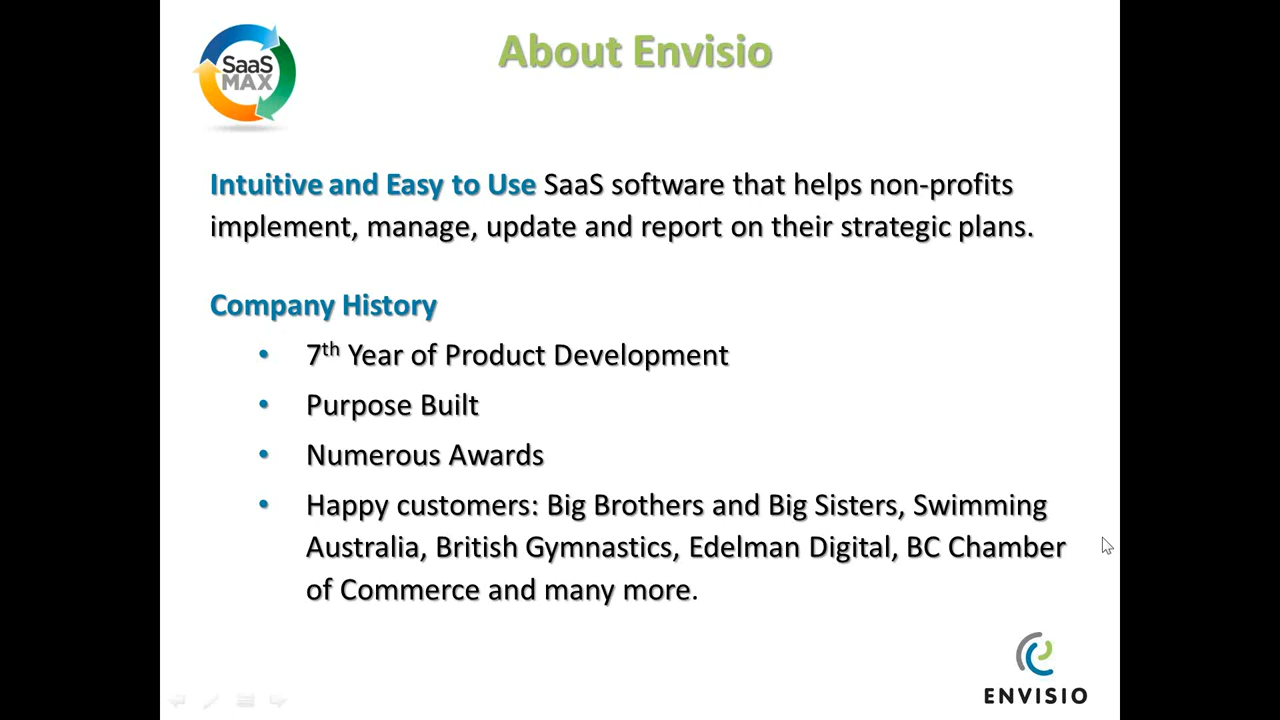 SaaS
MAX
About Envisio
Intuitive and Easy to Use SaaS software that helps non-profits
implement, manage, update and report on their strategic plans.
Company History
• 7th Year of Product Development
• Purpose Built
• Numerous Awards
• Happy customers: Big Brothers and Big Sisters, Swimming
Australia, British Gymnastics, Edelman Digital, BC Chamber
of Commerce and many more.
ENVISIO